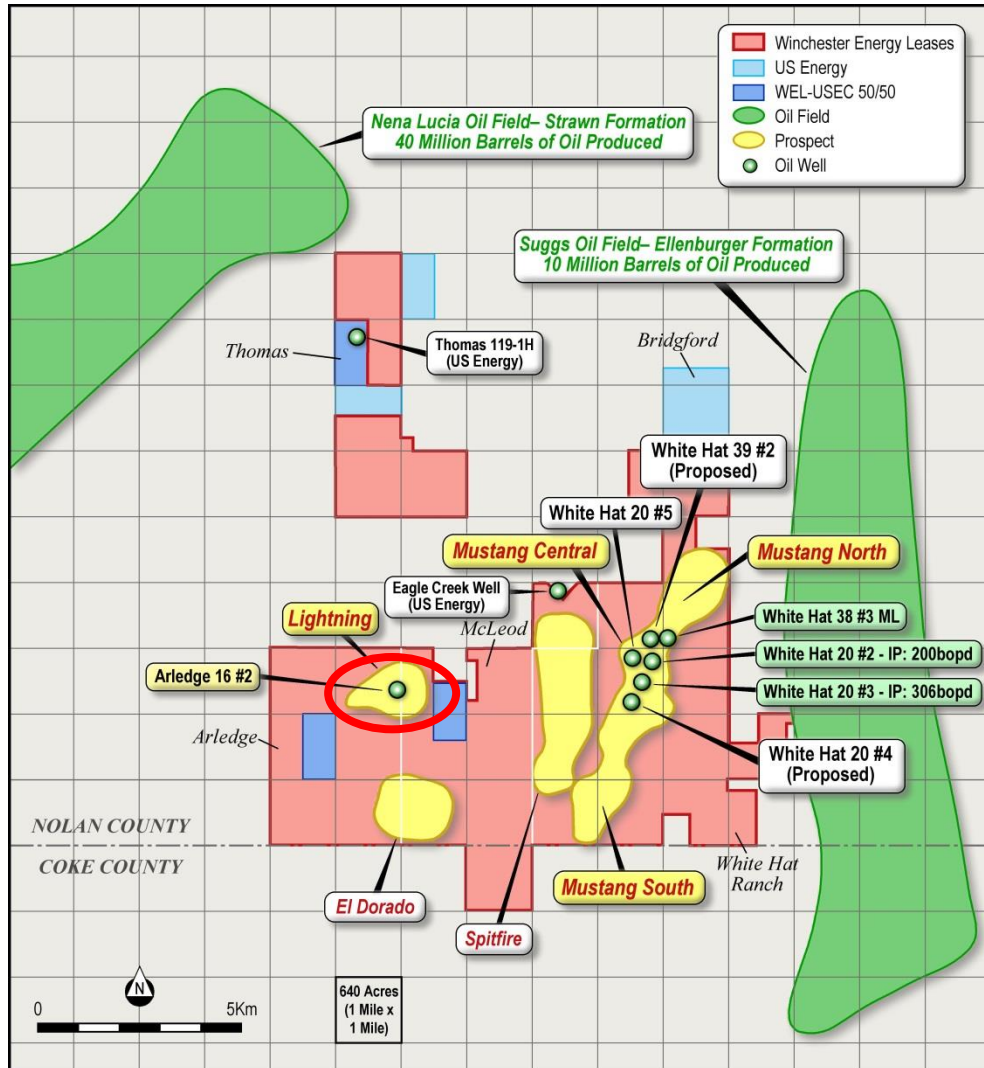 Winchester Energy Leases
US Energy
WEL-USEC 50/50
Oil Field
Prospect
Oil Well
Nena Lucia Oil Field– Strawn Formation
40 Million Barrels of Oil Produced
Suggs Oil Field– Ellenburger Formation
10 Million Barrels of Oil Produced
Thomas
Thomas 119-1H
(US Energy)
Bridgford
White Hat 39 #2
(Proposed)
White Hat 20 #5
Mustang Central
Mustang North
Eagle Creek Well
(US Energy)
McLeod
Lightning
White Hat 38 #3 ML
White Hat 20 #2 - IP: 200bopd
Arledge 16 #2
White Hat 20 #3 - IP: 306bopd
Arledge
White Hat 20 #4
(Proposed)
NOLAN COUNTY
COKE COUNTY
White Hat
Ranch
Mustang South
El Dorado
Spitfire
N
0
5Km
640 Acres
(1 Mile x
1 Mile)